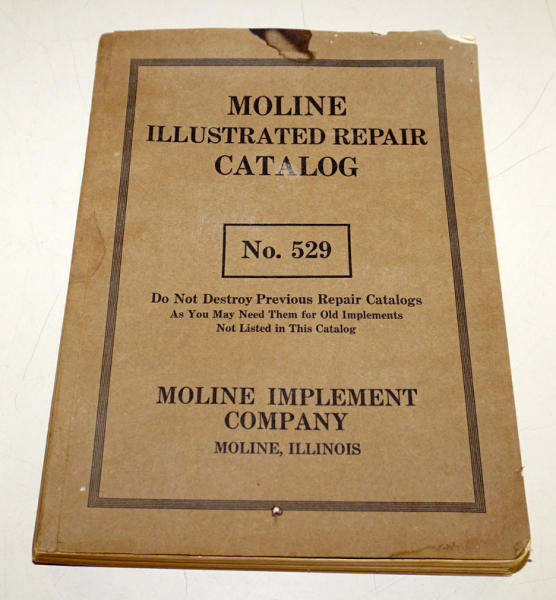 MOLINE
ILLUSTRATED REPAIR
CATALOG
No. 529
Do Not Destroy Previous Repair Catalogs
As You May Need Them for Old Implements
Not Listed in This Catalog
MOLINE IMPLEMENT
COMPANY
MOLINE, ILLINOIS